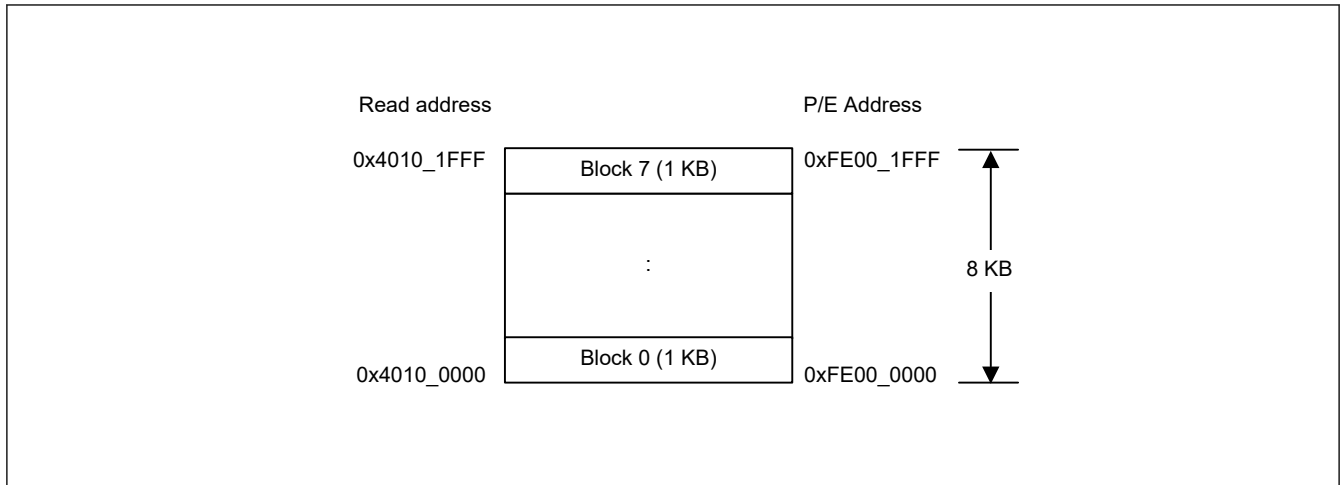 Read address P/E Address
0x4010_1FFF Block 7 (1 KB) 0xFE00_1FFF
: 8 KB
0x4010_0000 Block 0 (1 KB) 0xFE00_0000